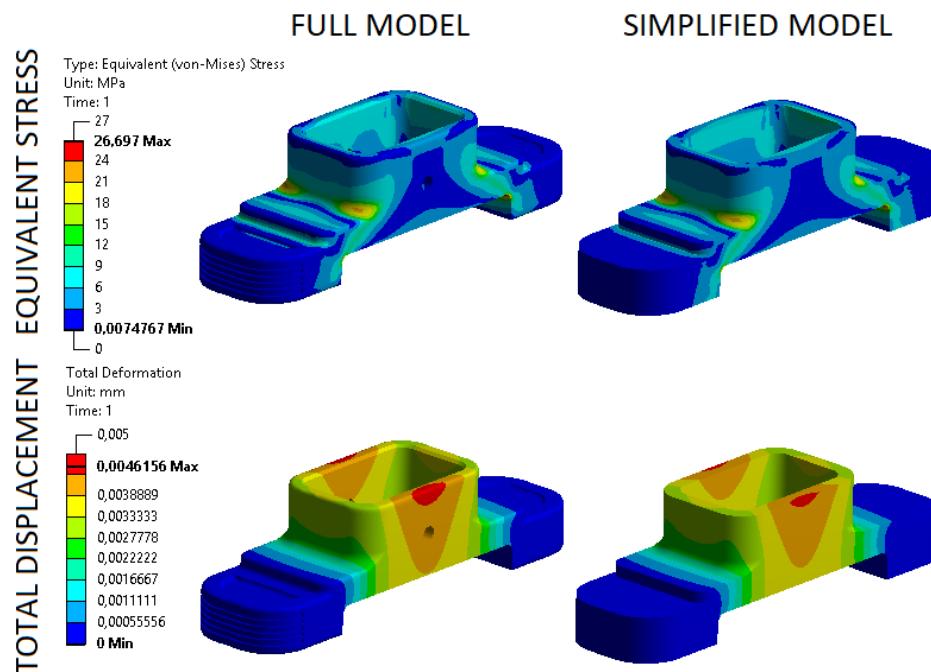 FULL MODEL
SIMPLIFIED MODEL
EQUIVALENT STRESS
Type: Equivalent (von-Mises) Stress
Unit: MPa
Time: 1
27
26,697 Max
24
21
18
15
12
9
6
3
0,0074767 Min
0
TOTAL DISPLACEMENT
Total Deformation
Unit: mm
Time: 1
0,005
0,0046156 Max
0,0038889
0,0033333
0,0027778
0,0022222
0,0016667
0,0011111
0,00055556
0 Min